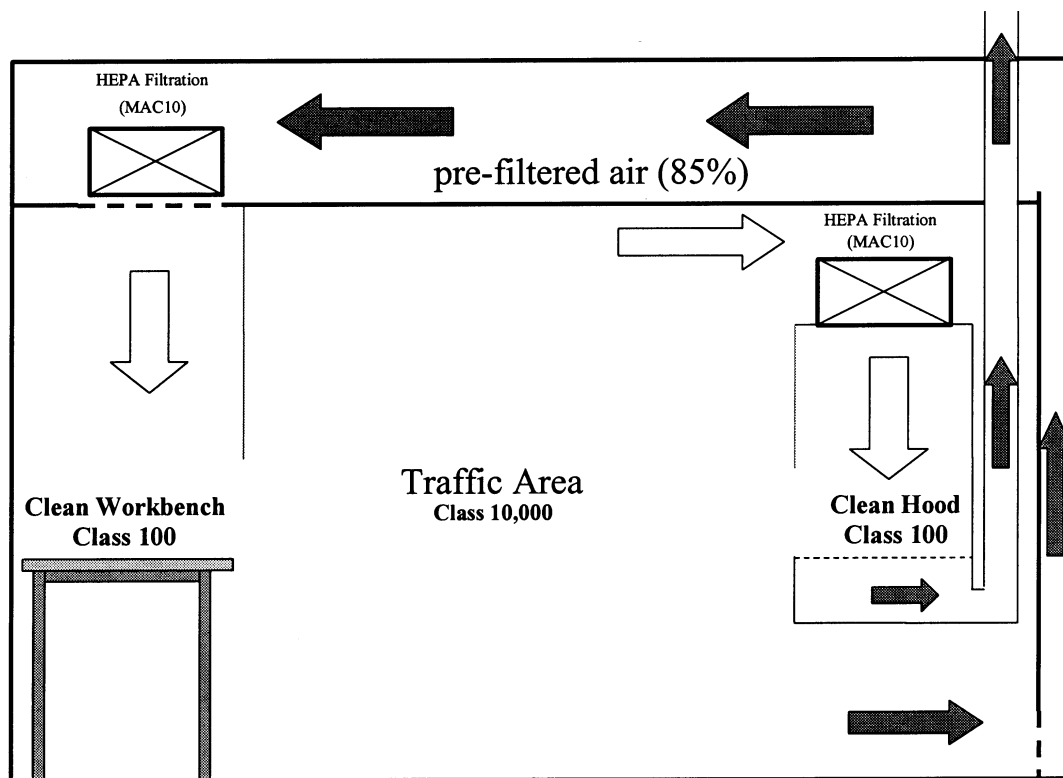 HEPA Filtration
(MAC10)
pre-filtered air (85%)
HEPA Filtration
(MAC10)
Traffic Area
Class 10,000
Clean Workbench
Class 100
Clean Hood
Class 100